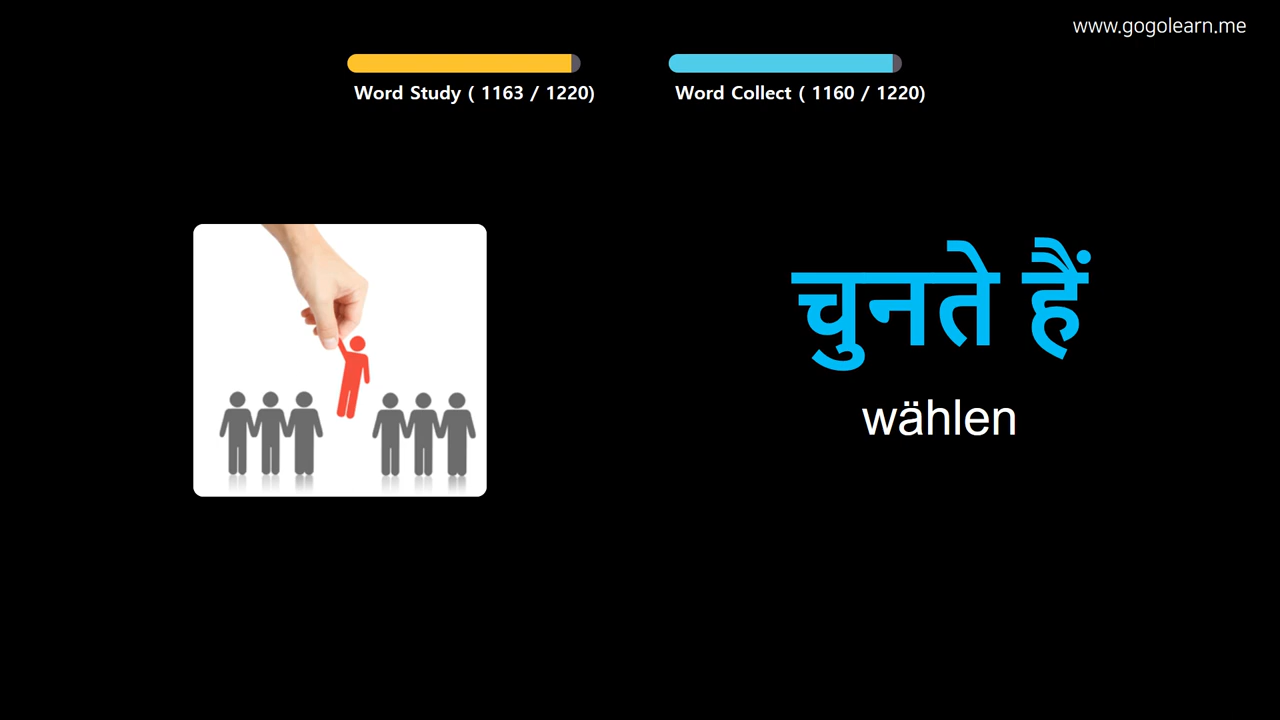 www.gogolearn.me
Word Study ( 1163 / 1220)
Word Collect ( 1160 / 1220)
चुनते हैं
wählen